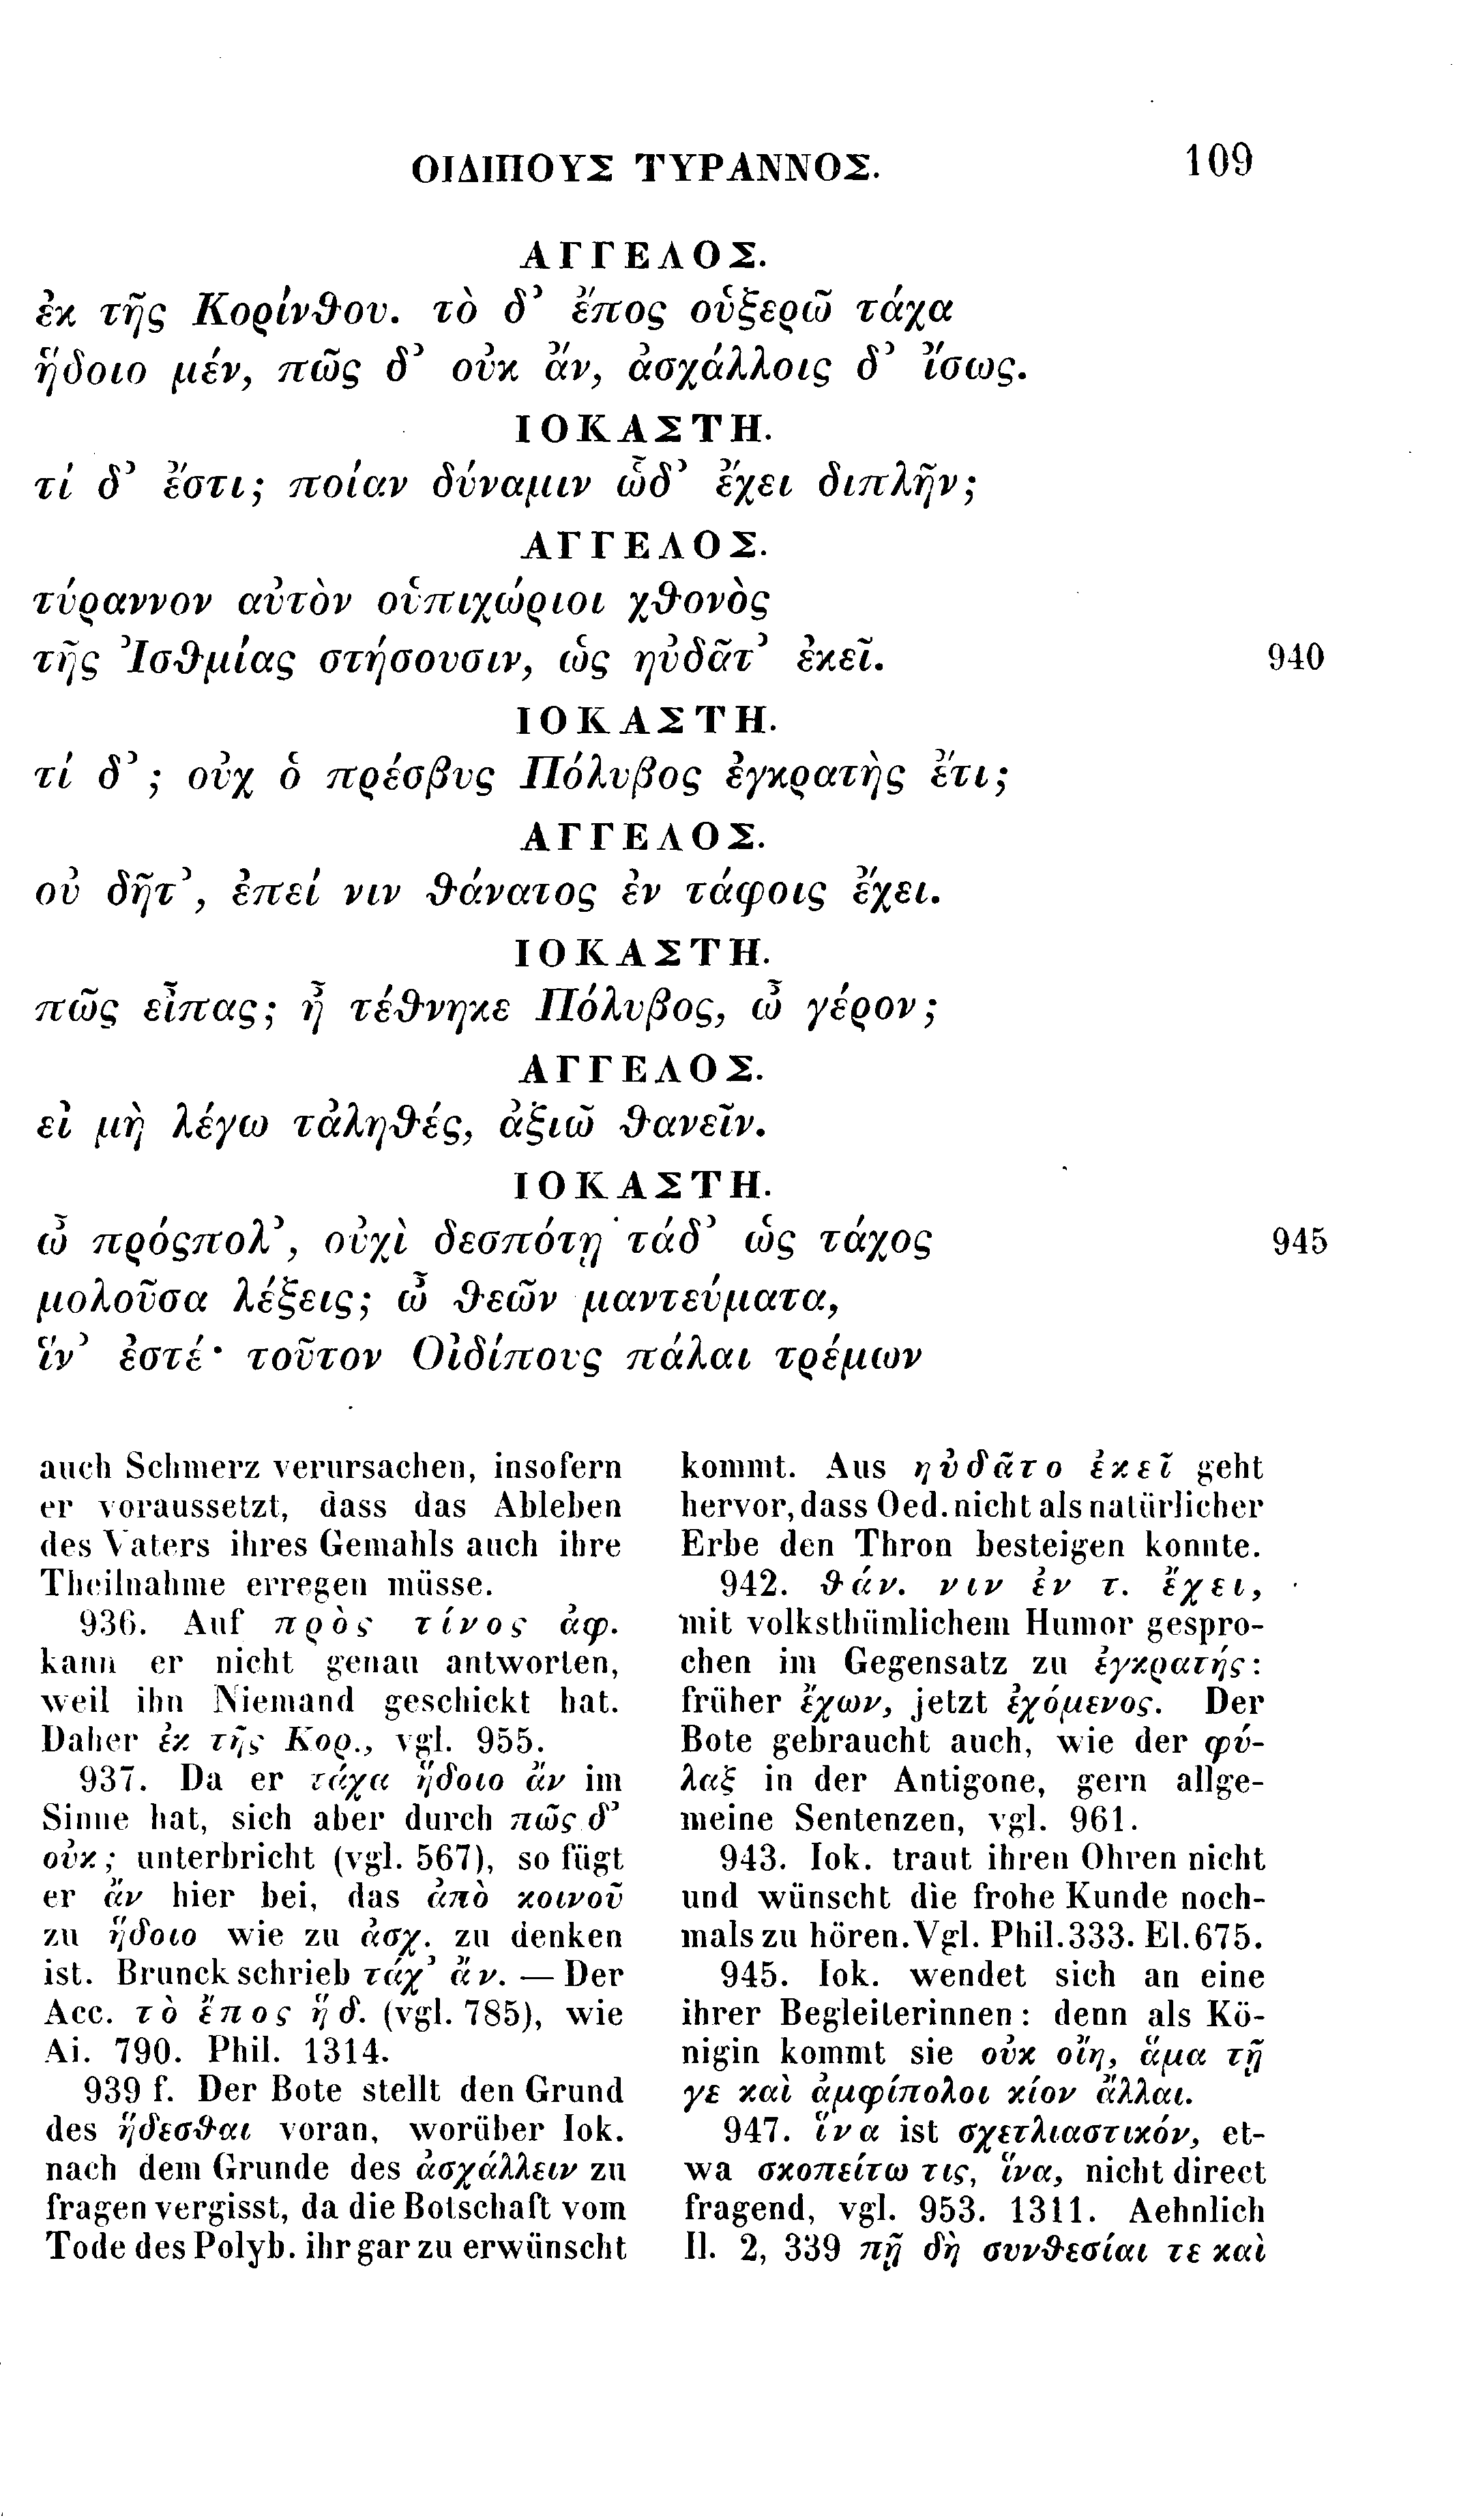 ΟΙΔΙΠΟΥΣ ΤΥΡΑΝΝΟΣ. 109
ΑΓΓΕΛΟΣ.
ἐκ τῆς Κορίνθου. τὸ δ’ ἔπος οὑξερῶ τάχα
ἥδοιο μέν, πῶς δ’ οὐκ ἄν, ἀσχάλλοις δ’ ἴσως.
ΙΟΚΑΣΤΗ.
τί δ’ ἔστι; ποίαν δύναμιν ὧδ’ ἔχει διπλῆν;
ΑΓΓΕΛΟΣ.
τύραννον αὐτὸν οὑπιχώριοι χθονὸς
τῆς Ἰσθμίας στήσουσιν, ὡς ηὐδᾶτ’ ἐκεῖ. 940
ΙΟΚΑΣΤΗ.
τί δ’; οὐχ ὁ πρέσβυς Πόλυβος ἐγκρατὴς ἔτι;
ΑΓΓΕΛΟΣ.
οὐ δῆτ’, ἐπεί νιν θάνατος ἐν τάφοις ἔχει.
ΙΟΚΑΣΤΗ.
πῶς εἶπας; ἦ τέθνηκε Πόλυβος, ὦ γέρον;
ΑΓΓΕΛΟΣ.
εἰ μὴ λέγω τἀληθές, ἀξιῶ θανεῖν.
ΙΟΚΑΣΤΗ.
ὦ πρόςπολ’, οὐχὶ δεσπότῃ τάδ’ ὡς τάχος 945
μολοῦσα λέξεις; ὦ θεῶν μαντεύματα,
ἵν’ ἐστέ· τοῦτον Οἰδίπους πάλαι τρέμων
auch Schmerz verursachen, insofern
er voraussetzt, dass das Ableben
des Vaters ihres Gemahls auch ihre
Theilnahme erregen müsse.
936. Auf πρὸς τίνος ἀφ.
kann er nicht genau antworten,
weil ihn Niemand geschickt hat.
Daher ἐκ τῆς Κορ., vgl. 955.
937. Da er τάχα ἥδοιο ἄν im
Sinne hat, sich aber durch πῶς δ’
οὐκ; unterbricht (vgl. 567), so fügt
er ἄν hier bei, das ἀπὸ κοινοῦ
zu ἥδοιο wie zu ἀσχ. zu denken
ist. Brunck schrieb τάχ’ ἄν. — Der
Acc. τὸ ἔπος ἥδ. (vgl. 785), wie
Ai. 790. Phil. 1314.
939 f. Der Bote stellt den Grund
des ἥδεσθαι voran, worüber Iok.
nach dem Grunde des ἀσχάλλειν zu
fragen vergisst, da die Botschaft vom
Tode des Polyb. ihr gar zu erwünscht
kommt. Aus ηὐδᾶτο ἐκεῖ geht
hervor, dass Oed. nicht als natürlicher
Erbe den Thron besteigen konnte.
942. θάν. νιν ἐν τ. ἔχει,
mit volksthümlichem Humor gespro-
chen im Gegensatz zu ἐγκρατής:
früher ἔχων, jetzt ἐχόμενος. Der
Bote gebraucht auch, wie der φύ-
λαξ in der Antigone, gern allge-
meine Sentenzen, vgl. 961.
943. Iok. traut ihren Ohren nicht
und wünscht die frohe Kunde noch-
mals zu hören. Vgl. Phil. 333. El. 675.
945. Iok. wendet sich an eine
ihrer Begleiterinnen: denn als Kö-
nigin kommt sie οὐκ οἴη, ἅμα τῇ
γε καὶ ἀμφίπολοι κίον ἄλλαι.
947. ἵνα ist σχετλιαστικόν, et-
wa σκοπείτω τις, ἵνα, nicht direct
fragend, vgl. 953. 1311. Aehnlich
Il. 2, 339 πῇ δὴ συνθεσίαι τε καὶ